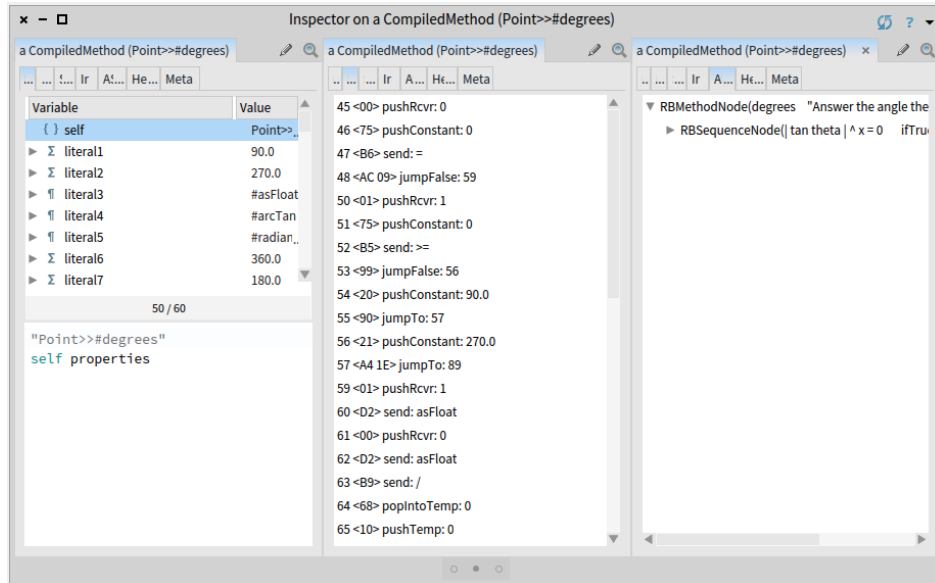 Inspector on a CompiledMethod (Point>>#degrees)
?
a CompiledMethod (Point>>#degrees)
... ... !... Ir A!... He... Meta
Variable Value
{ } self Point>>...
Σ literal1 90.0
Σ literal2 270.0
¶ literal3 #asFloat
¶ literal4 #arcTan
¶ literal5 #radian...
Σ literal6 360.0
Σ literal7 180.0
50 / 60
"Point>>#degrees"
self properties
a CompiledMethod (Point>>#degrees)
.. ... ... Ir A... He... Meta
45 <00> pushRcvr: 0
46 <75> pushConstant: 0
47 <B6> send: =
48 <AC 09> jumpFalse: 59
50 <01> pushRcvr: 1
51 <75> pushConstant: 0
52 <B5> send: >=
53 <99> jumpFalse: 56
54 <20> pushConstant: 90.0
55 <90> jumpTo: 57
56 <21> pushConstant: 270.0
57 <A4 1E> jumpTo: 89
59 <01> pushRcvr: 1
60 <D2> send: asFloat
61 <00> pushRcvr: 0
62 <D2> send: asFloat
63 <B9> send: /
64 <68> popIntoTemp: 0
65 <10> pushTemp: 0
a CompiledMethod (Point>>#degrees) ×
.. ... ... Ir A... He... Meta
RBMethodNode(degrees "Answer the angle the
RBSequenceNode(| tan theta | ^ x = 0 ifTru